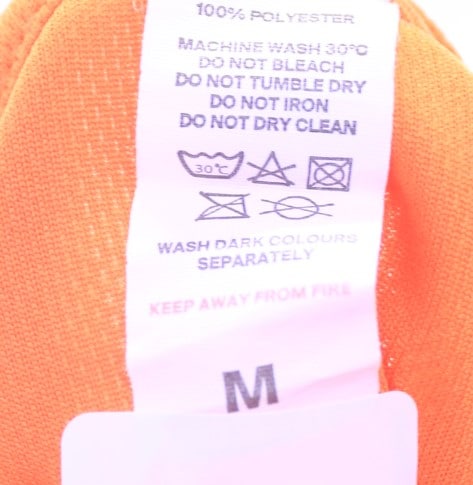 100% POLYESTER
MACHINE WASH 30°C
DO NOT BLEACH
DO NOT TUMBLE DRY
DO NOT IRON
DO NOT DRY CLEAN
30°C
WASH DARK COLOURS
SEPARATELY
KEEP AWAY FROM FIRE
M